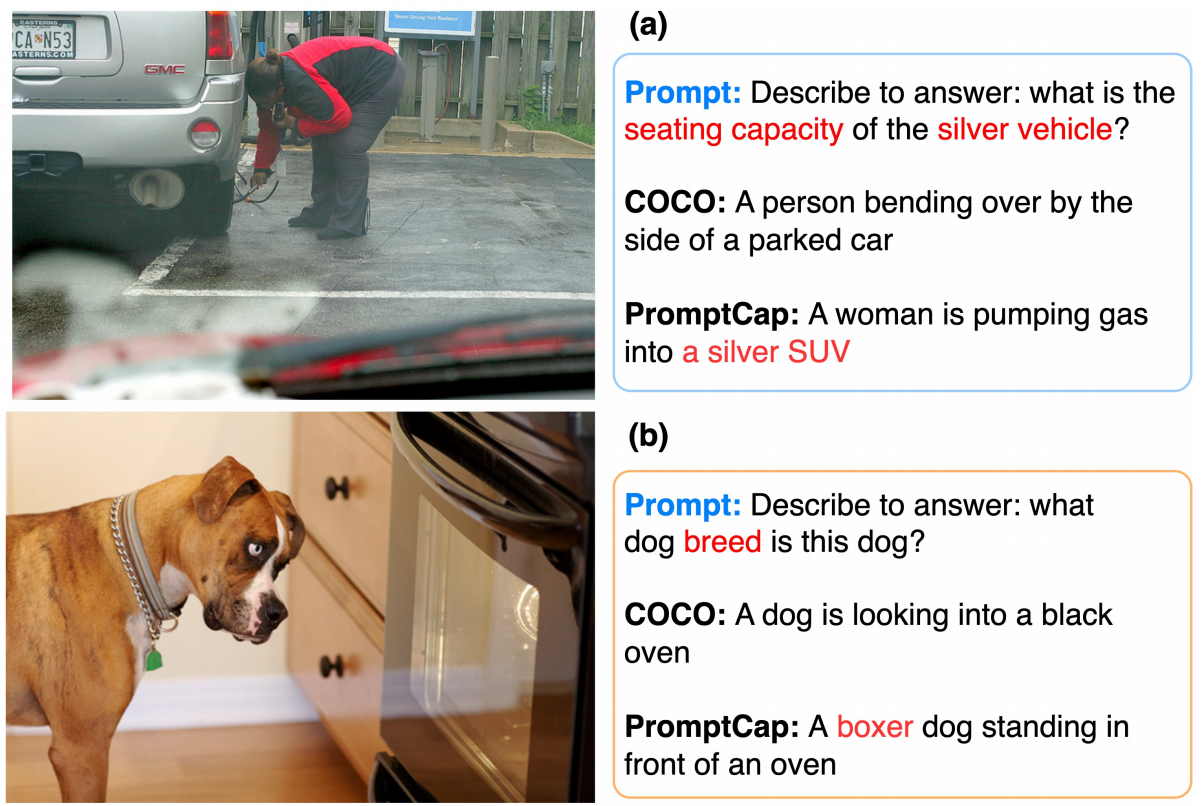 EASTERNS
CA N53
EASTERNS.COM
GMC
Never Uncap Hot Radiator
(a)
Prompt: Describe to answer: what is the
seating capacity of the silver vehicle?
COCO: A person bending over by the
side of a parked car
PromptCap: A woman is pumping gas
into a silver SUV
(b)
Prompt: Describe to answer: what
dog breed is this dog?
COCO: A dog is looking into a black
oven
PromptCap: A boxer dog standing in
front of an oven